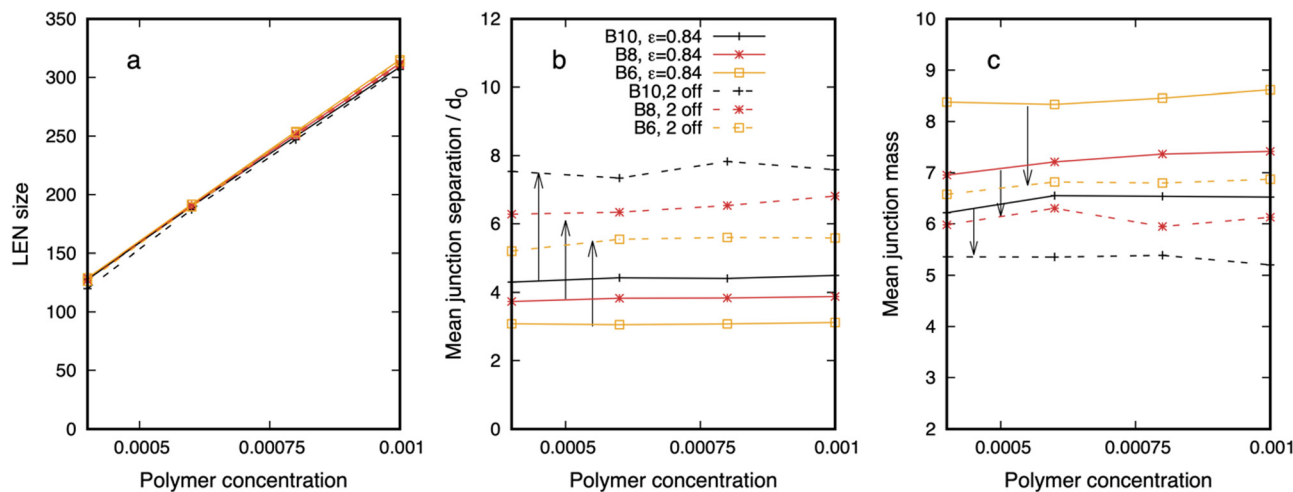 350
300
250
200
150
100
50
0
a
LEN size
0.0005
0.00075
0.001
Polymer concentration
12
10
8
6
4
2
0
b
B10, ε=0.84
B8, ε=0.84
B6, ε=0.84
B10,2 off
B8, 2 off
B6, 2 off
Mean junction separation / d₀
0.0005
0.00075
0.001
Polymer concentration
10
9
8
7
6
5
4
3
2
c
Mean junction mass
0.0005
0.00075
0.001
Polymer concentration